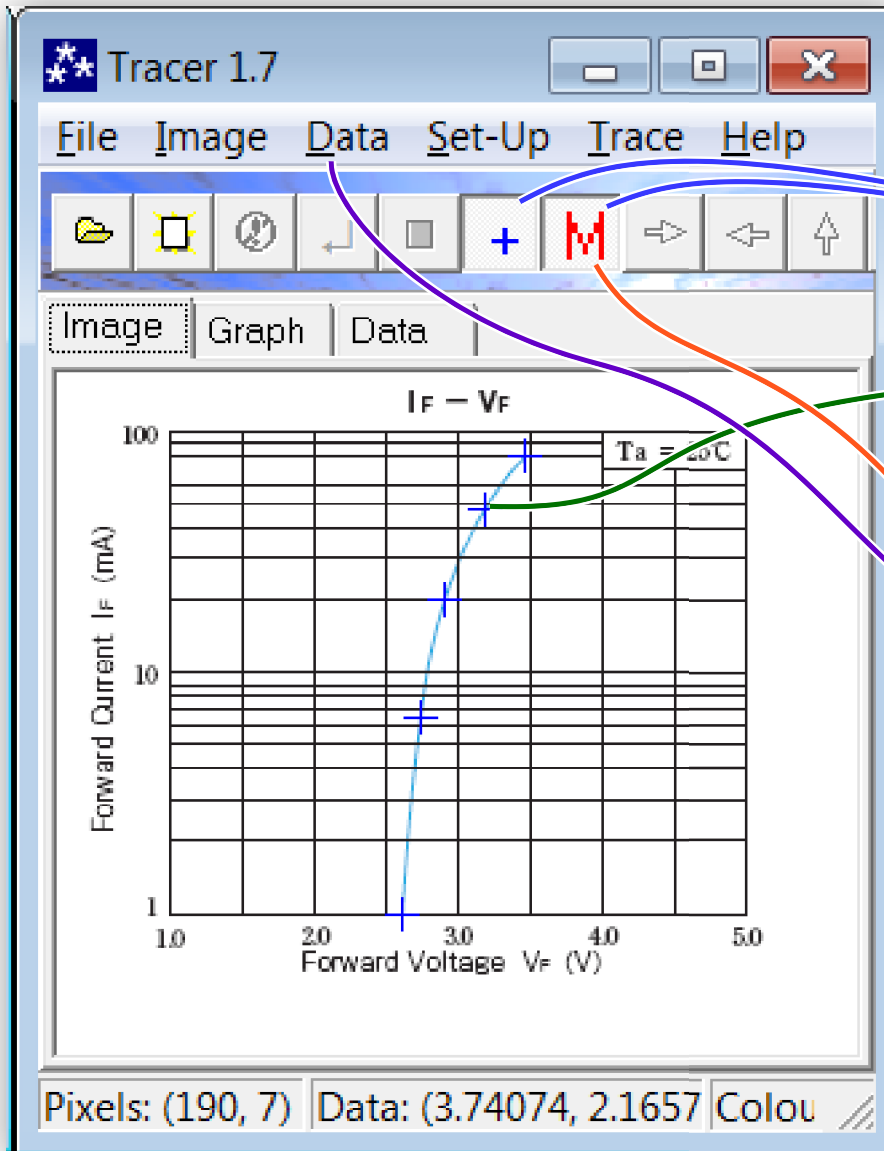 Tracer 1.7
File Image Data Set-Up Trace Help
Image Graph Data
IF — VF
100
Ta = 25℃
Forward Current IF (mA)
10
1
1.0 2.0 3.0 4.0 5.0
Forward Voltage VF (V)
Pixels: (190, 7) Data: (3.74074, 2.1657 Colou